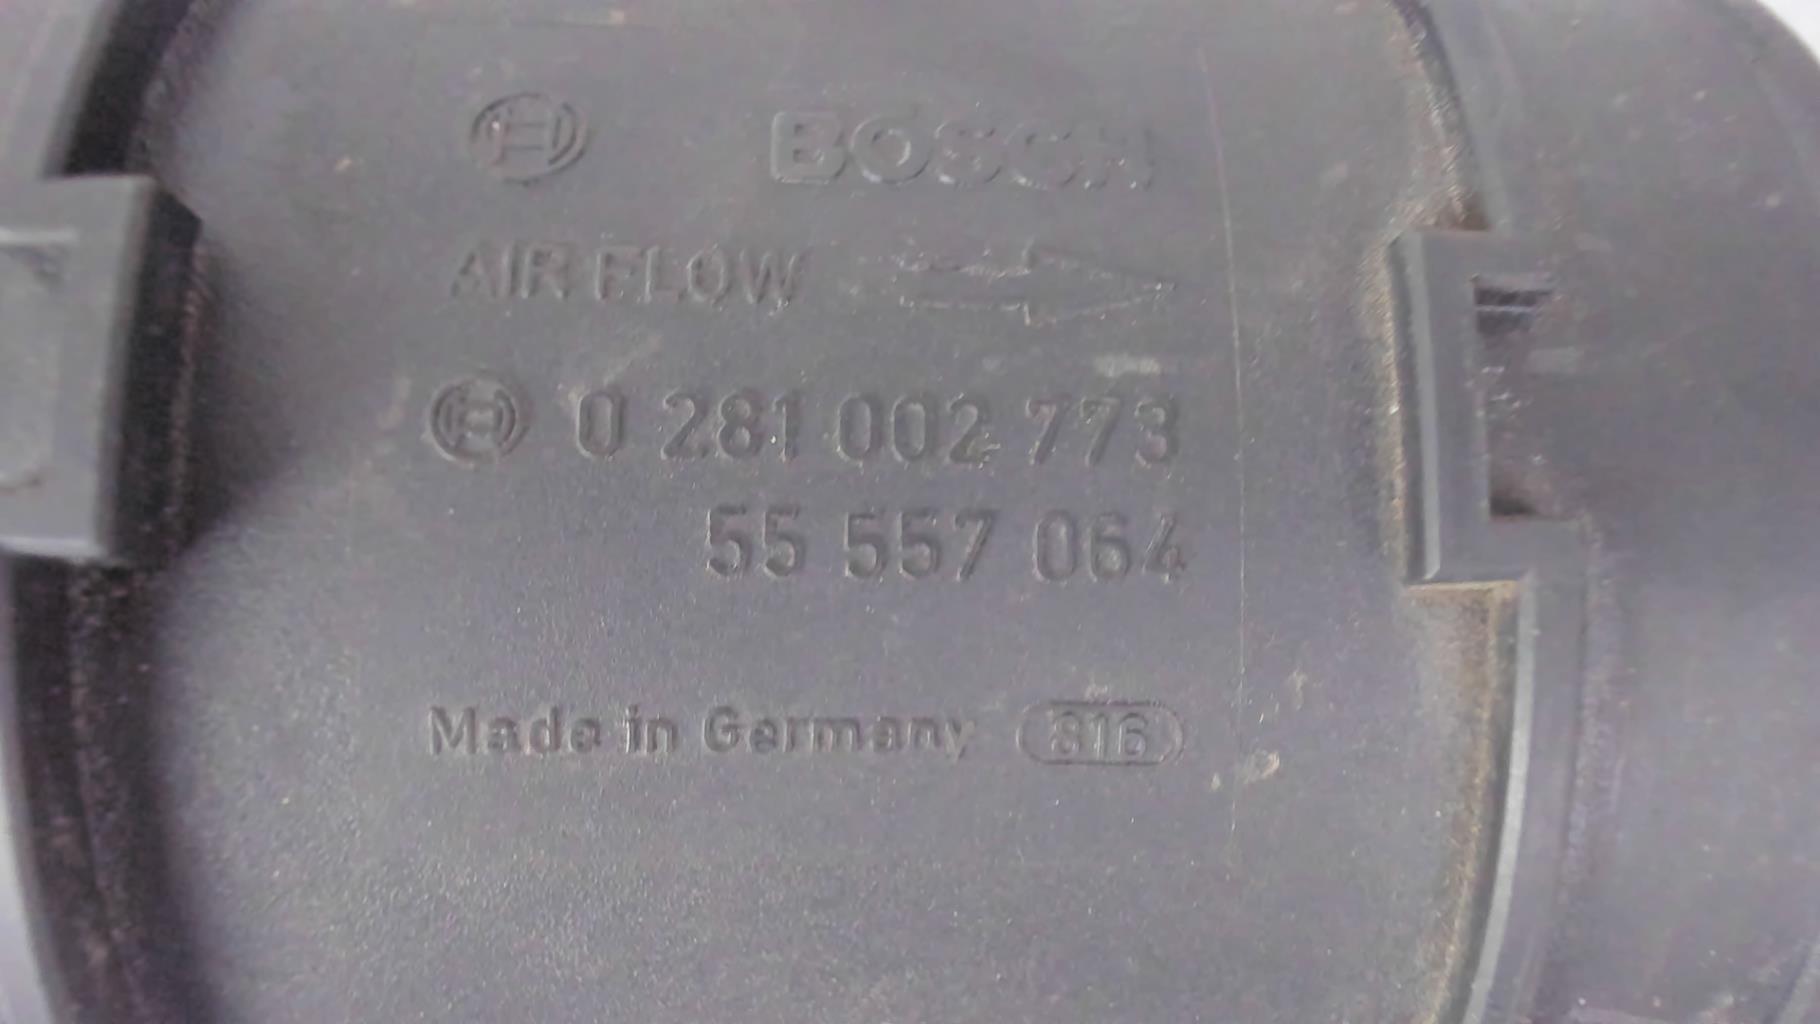 BOSCH
AIR FLOW
0 281 002 773
55 557 064
Made in Germany 816